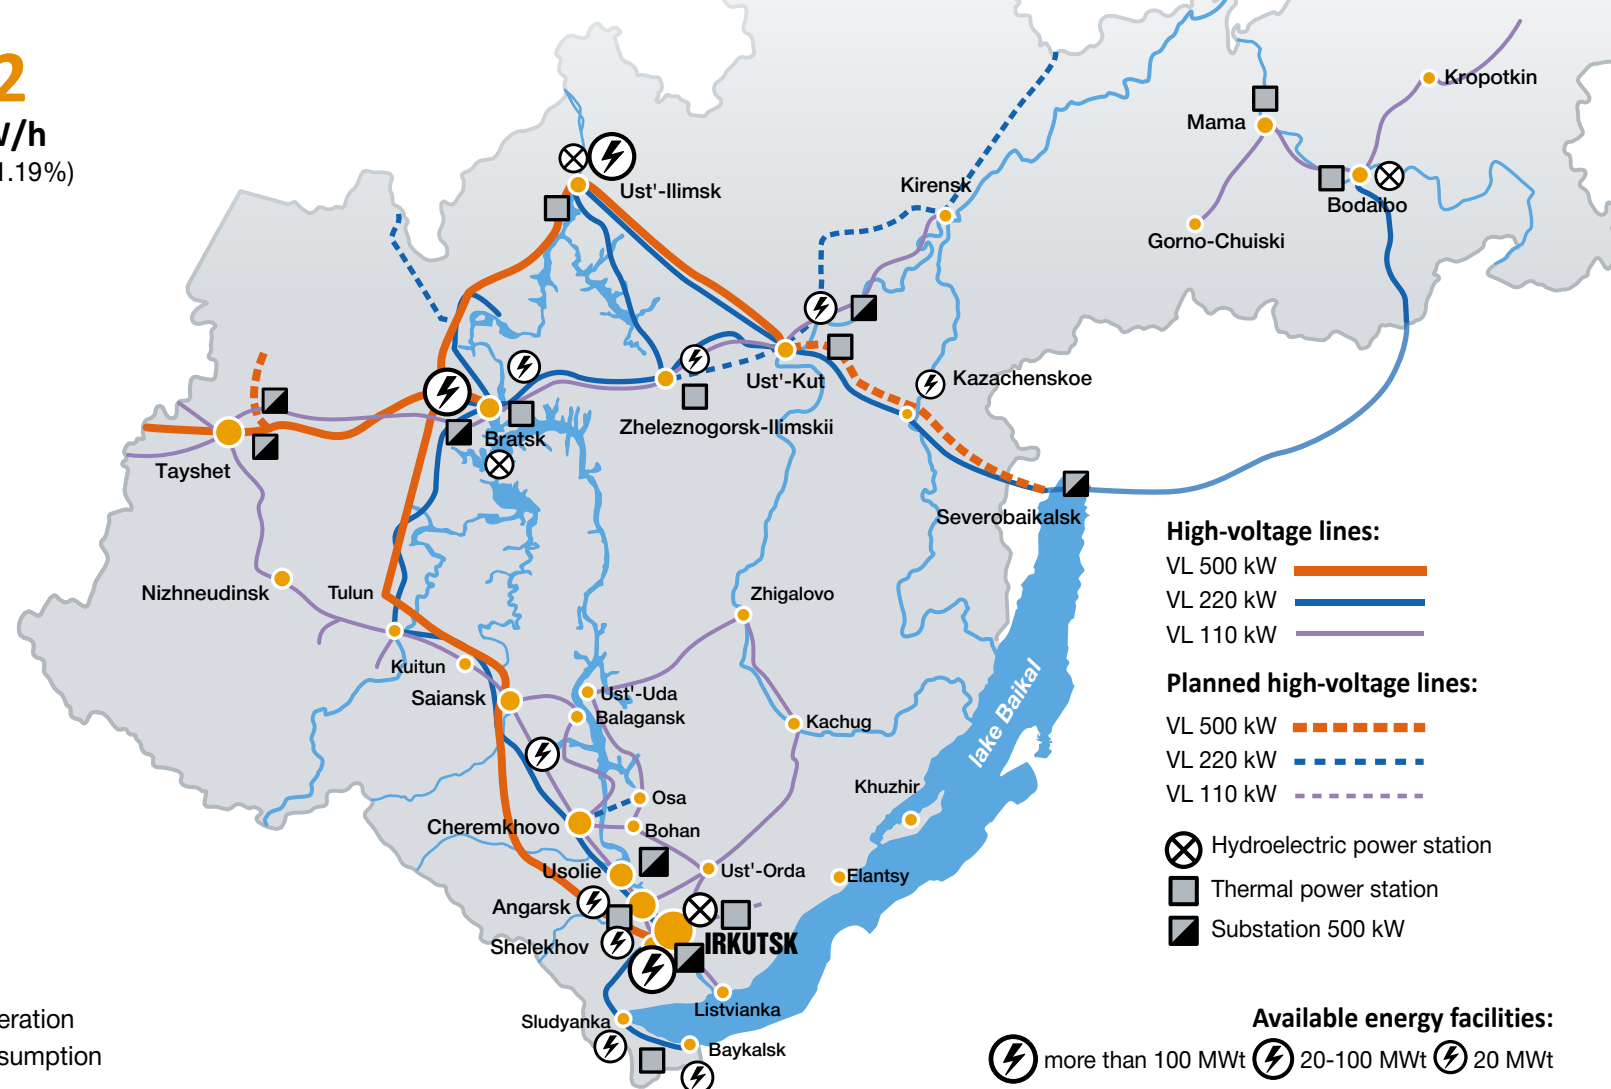 2
/h
1.19%)
Kropotkin
Mama
Ust'-Ilimsk
Kirensk
Bodaibo
Gorno-Chuiski
Ust'-Kut
Kazachenskoe
Zheleznogorsk-Ilimskii
Bratsk
Tayshet
Severobaikalsk
Nizhneudinsk
Tulun
Zhigalovo
Kuitun
Saiansk
Ust'-Uda
Balagansk
Kachug
lake Baikal
Khuzhir
Osa
Cheremkhovo
Bohan
Usolie
Ust'-Orda
Elantsy
Angarsk
Shelekhov
IRKUTSK
Listvianka
Sludyanka
Baykalsk
High-voltage lines:
VL 500 kW
VL 220 kW
VL 110 kW
Planned high-voltage lines:
VL 500 kW
VL 220 kW
VL 110 kW
Hydroelectric power station
Thermal power station
Substation 500 kW
Available energy facilities:
more than 100 MWt
20-100 MWt
20 MWt
eration
sumption